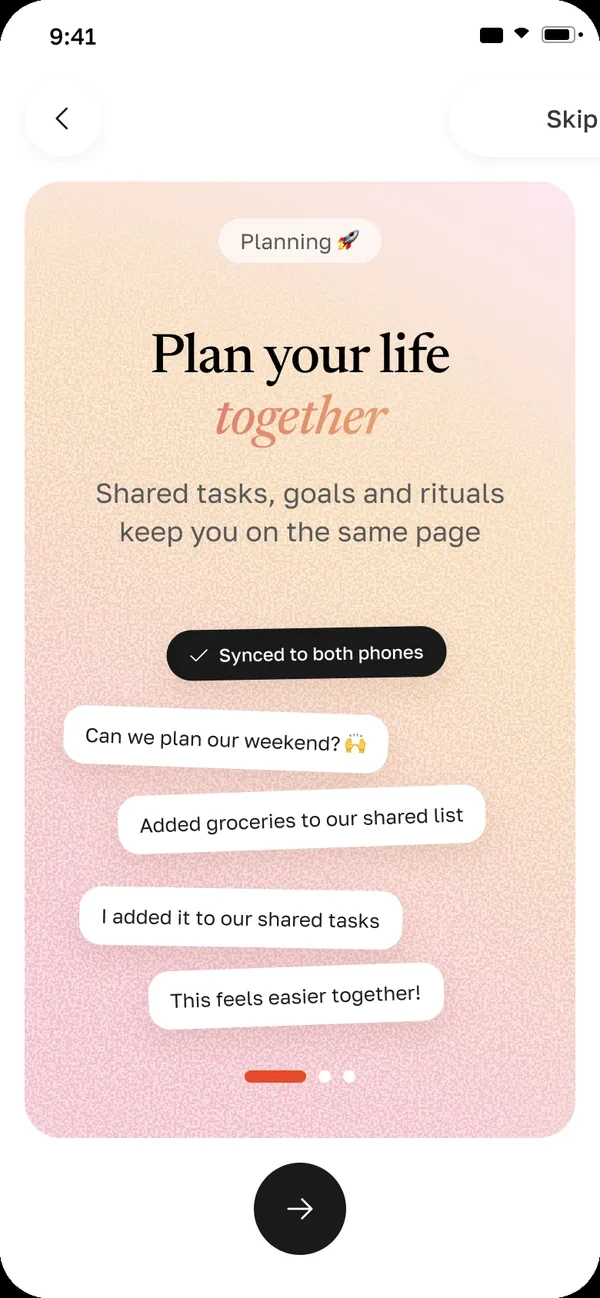 9:41
Skip
Planning 🚀
Plan your life
together
Shared tasks, goals and rituals
keep you on the same page
Synced to both phones
Can we plan our weekend? 🙌
Added groceries to our shared list
I added it to our shared tasks
This feels easier together!